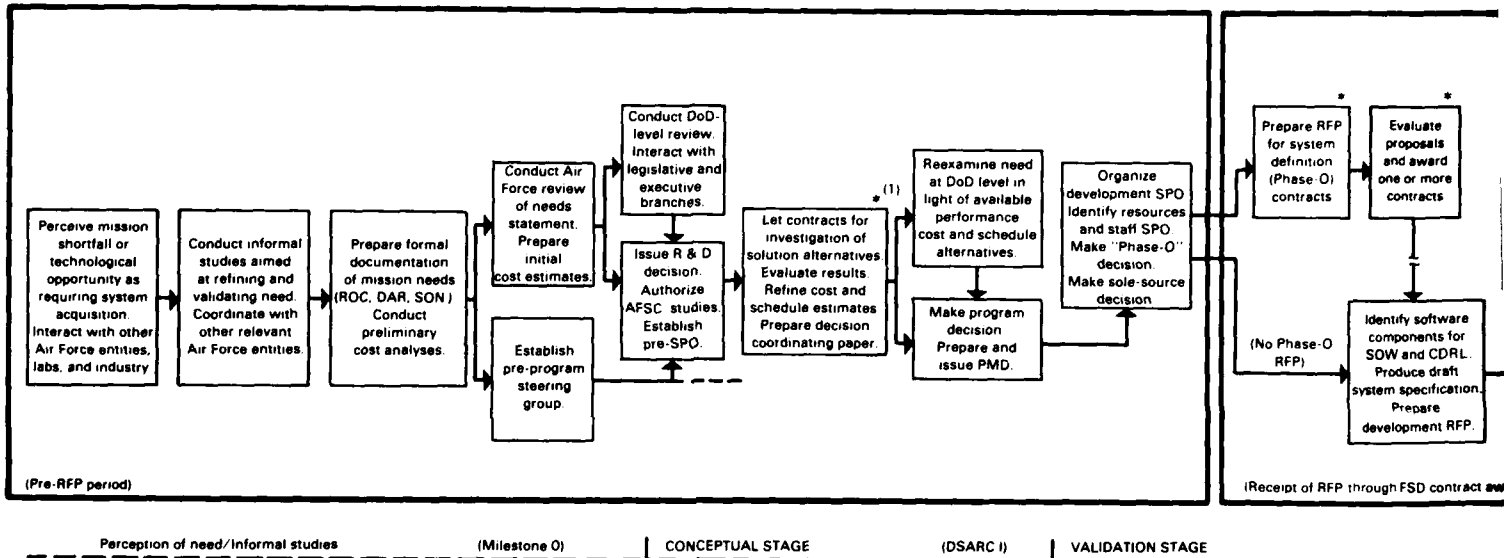 Perceive mission
shortfall or
technological
opportunity as
requiring system
acquisition.
Interact with other
Air Force entities,
labs, and industry
Conduct informal
studies aimed
at refining and
validating need.
Coordinate with
other relevant
Air Force entities.
Prepare formal
documentation
of mission needs
(ROC, DAR, SON)
Conduct
preliminary
cost analyses.
Conduct Air
Force review
of needs
statement.
Prepare
initial
cost estimates.
Establish
pre-program
steering
group.
Conduct DoD-
level review.
Interact with
legislative and
executive
branches.
Issue R & D
decision.
Authorize
AFSC studies.
Establish
pre-SPO.
* (1)
Let contracts for
investigation of
solution alternatives.
Evaluate results.
Refine cost and
schedule estimates
Prepare decision
coordinating paper.
Reexamine need
at DoD level in
light of available
performance
cost and schedule
alternatives.
Make program
decision
Prepare and
issue PMD.
Organize
development SPO
Identify resources
and staff SPO.
Make "Phase-O"
decision.
Make sole-source
decision
*
Prepare RFP
for system
definition
(Phase-O)
contracts
*
Evaluate
proposals
and award
one or more
contracts
(No Phase-O
RFP)
Identify software
components for
SOW and CDRL.
Produce draft
system specification.
Prepare
development RFP.
(Pre-RFP period)
(Receipt of RFP through FSD contract aw
Perception of need/Informal studies (Milestone 0) CONCEPTUAL STAGE (DSARC I) VALIDATION STAGE